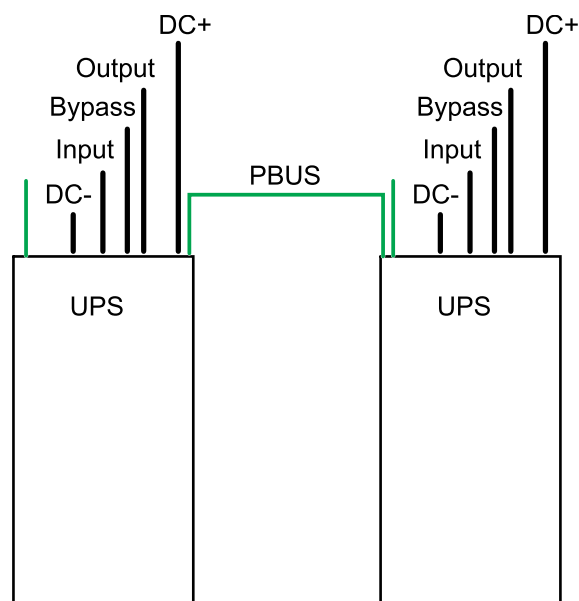 DC+
Output
Bypass
Input
DC-
UPS
PBUS
DC+
Output
Bypass
Input
DC-
UPS